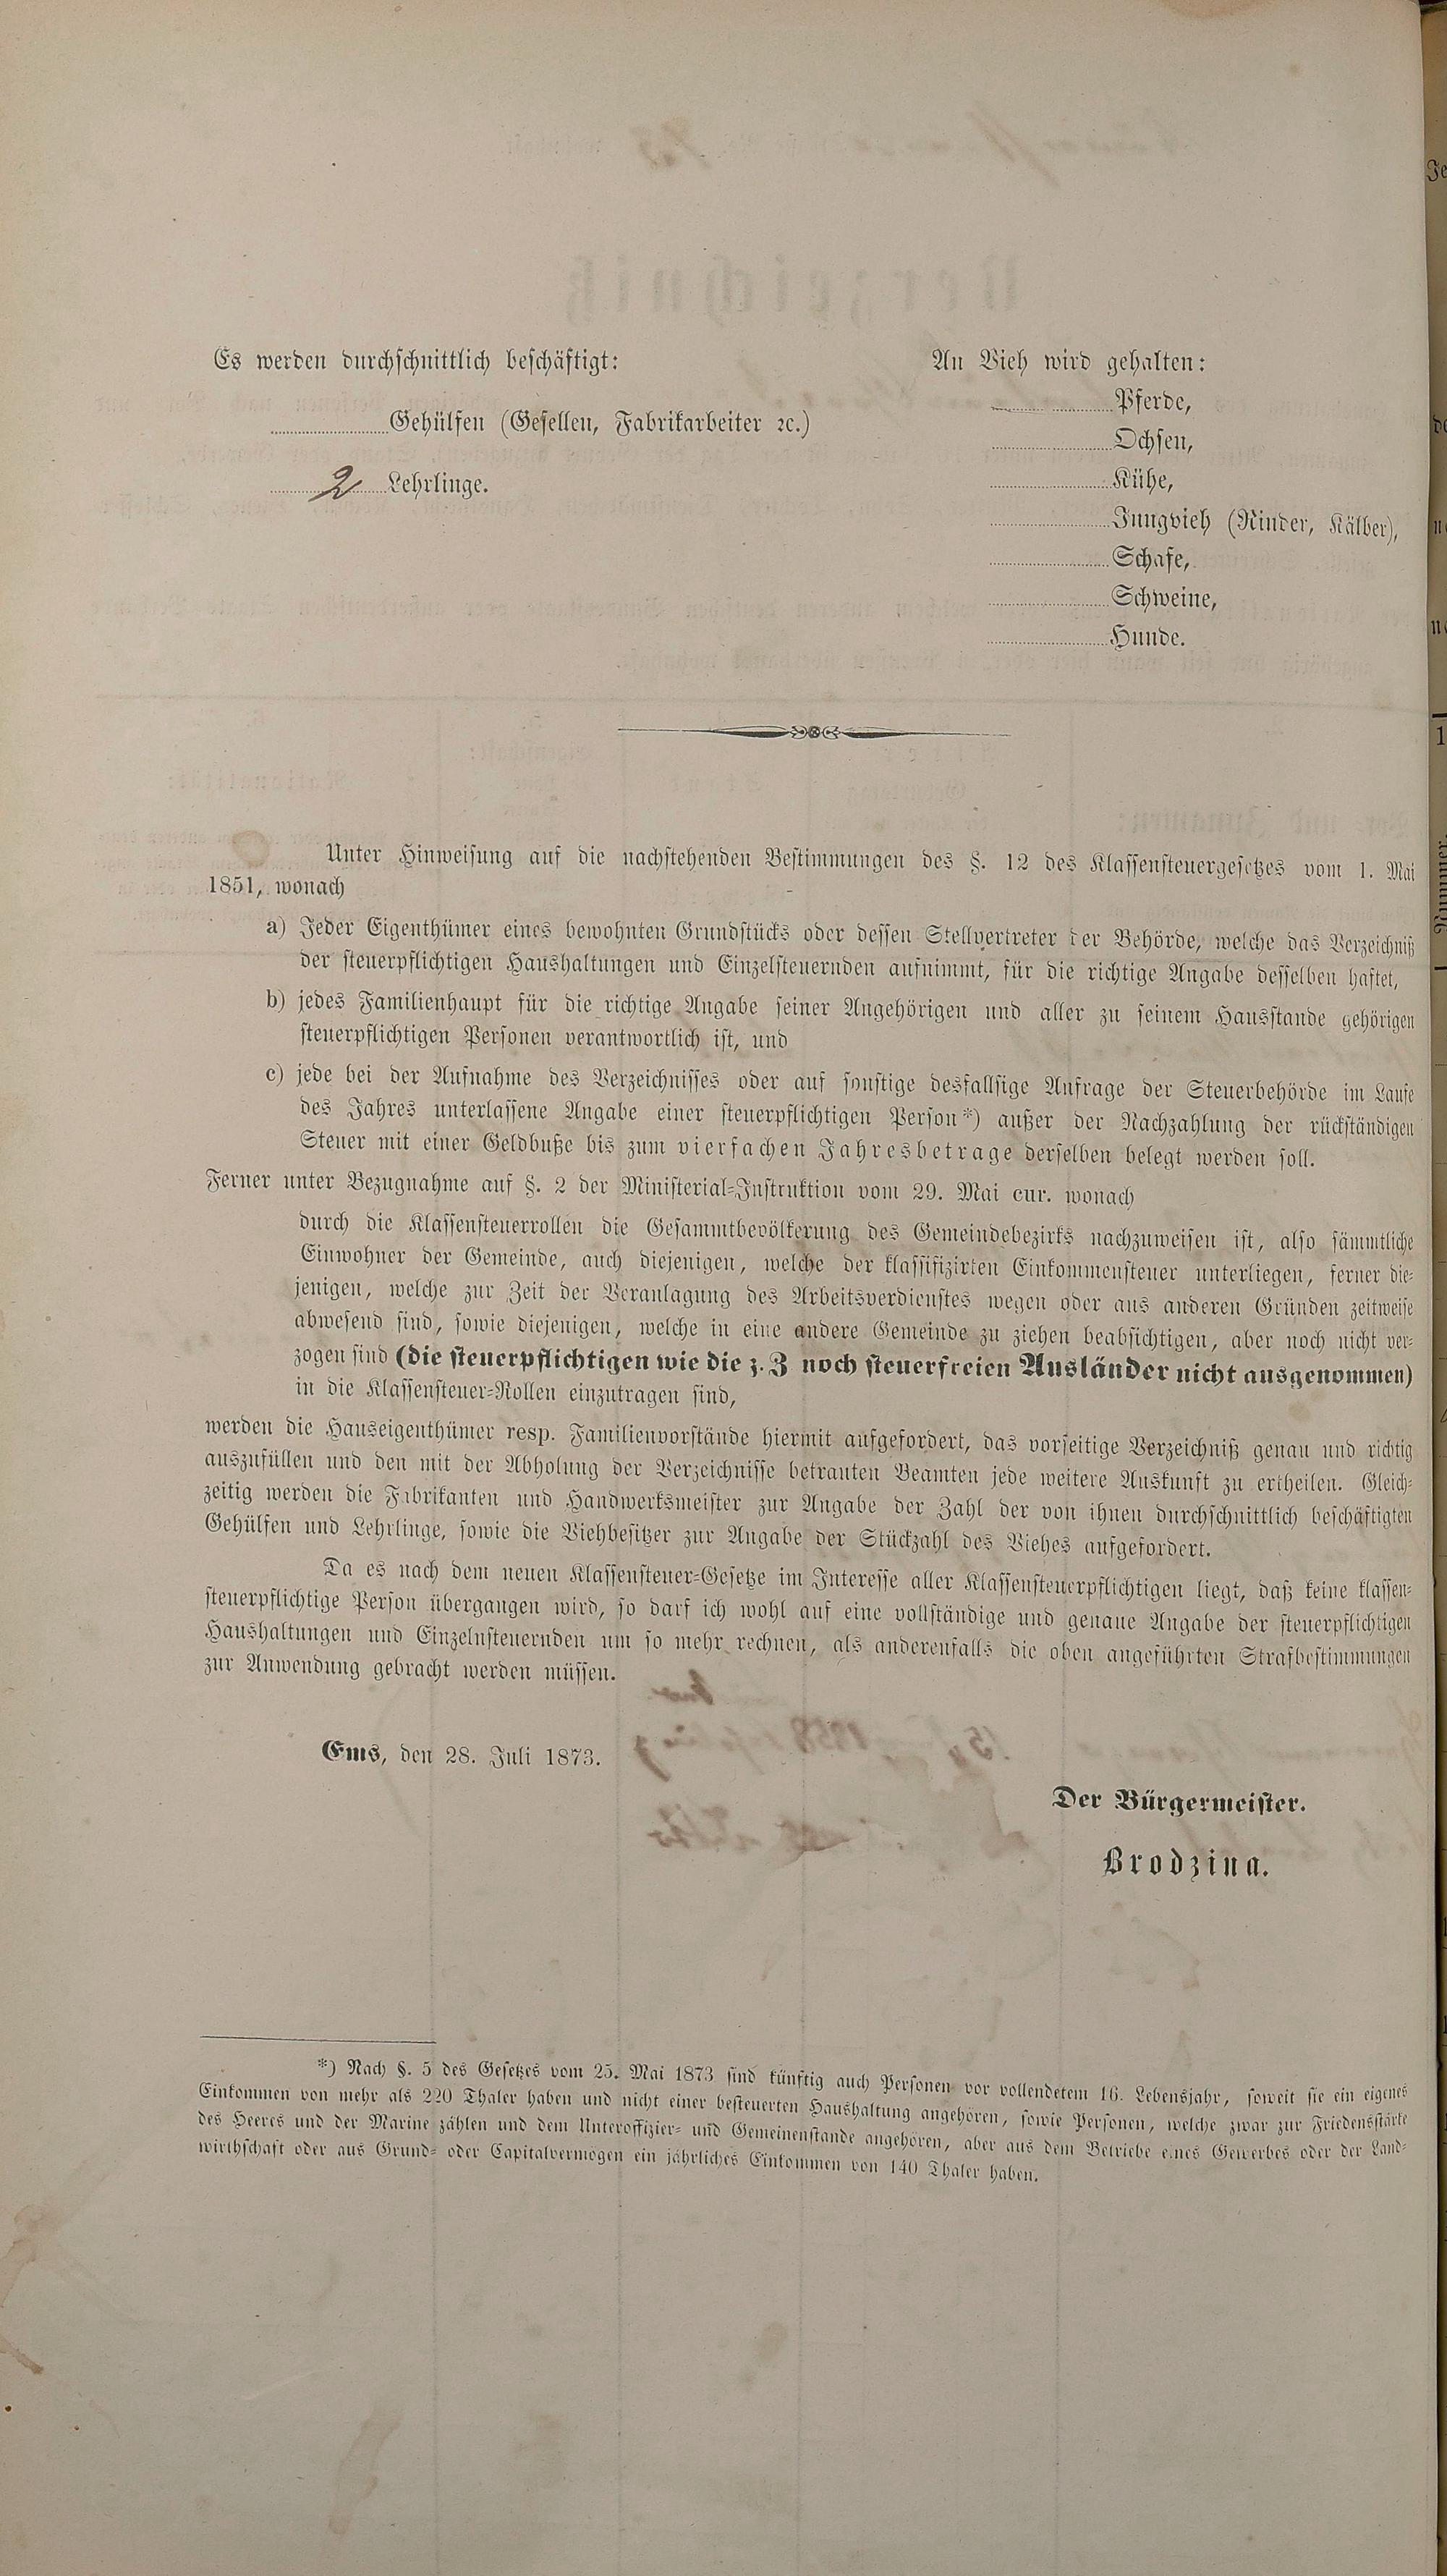 Es werden durchschnittlich beschäftigt:
Gehülfen (Gesellen, Fabrikarbeiter ꝛc.)
2 Lehrlinge.
An Vieh wird gehalten:
Pferde,
Ochsen,
Kühe,
Jungvieh (Rinder, Kälber),
Schafe,
Schweine,
Hunde.
Unter Hinweisung auf die nachstehenden Bestimmungen des §. 12 des Klassensteuergesetzes vom 1. Mai
1851, wonach
a) Jeder Eigenthümer eines bewohnten Grundstücks oder dessen Stellvertreter der Behörde, welche das Verzeichniß
der steuerpflichtigen Haushaltungen und Einzelsteuernden aufnimmt, für die richtige Angabe desselben haftet,
b) jedes Familienhaupt für die richtige Angabe seiner Angehörigen und aller zu seinem Hausstande gehörigen
steuerpflichtigen Personen verantwortlich ist, und
c) jede bei der Aufnahme des Verzeichnisses oder auf sonstige desfallsige Anfrage der Steuerbehörde im Laufe
des Jahres unterlassene Angabe einer steuerpflichtigen Person*) außer der Nachzahlung der rückständigen
Steuer mit einer Geldbuße bis zum vierfachen Jahresbetrage derselben belegt werden soll.
Ferner unter Bezugnahme auf §. 2 der Ministerial-Instruktion vom 29. Mai cur. wonach
durch die Klassensteuerrollen die Gesammtbevölkerung des Gemeindebezirks nachzuweisen ist, also sämmtliche
Einwohner der Gemeinde, auch diejenigen, welche der klassifizirten Einkommensteuer unterliegen, ferner die-
jenigen, welche zur Zeit der Veranlagung des Arbeitsverdienstes wegen oder aus anderen Gründen zeitweise
abwesend sind, sowie diejenigen, welche in eine andere Gemeinde zu ziehen beabsichtigen, aber noch nicht ver-
zogen sind (die steuerpflichtigen wie die z. Z noch steuerfreien Ausländer nicht ausgenommen)
in die Klassensteuer-Rollen einzutragen sind,
werden die Hauseigenthümer resp. Familienvorstände hiermit aufgefordert, das vorseitige Verzeichniß genau und richtig
auszufüllen und den mit der Abholung der Verzeichnisse betrauten Beamten jede weitere Auskunft zu ertheilen. Gleich-
zeitig werden die Fabrikanten und Handwerksmeister zur Angabe der Zahl der von ihnen durchschnittlich beschäftigten
Gehülfen und Lehrlinge, sowie die Viehbesitzer zur Angabe der Stückzahl des Viehes aufgefordert.
Da es nach dem neuen Klassensteuer-Gesetze im Interesse aller Klassensteuerpflichtigen liegt, daß keine klassen-
steuerpflichtige Person übergangen wird, so darf ich wohl auf eine vollständige und genaue Angabe der steuerpflichtigen
Haushaltungen und Einzelnsteuernden um so mehr rechnen, als anderenfalls die oben angeführten Strafbestimmungen
zur Anwendung gebracht werden müssen.
Ems, den 28. Juli 1873.
Der Bürgermeister.
Brodzina.
*) Nach §. 5 des Gesetzes vom 25. Mai 1873 sind künftig auch Personen vor vollendetem 16. Lebensjahr, soweit sie ein eigenes
Einkommen von mehr als 220 Thaler haben und nicht einer besteuerten Haushaltung angehören, sowie Personen, welche zwar zur Friedensstärke
des Heeres und der Marine zählen und dem Unteroffizier- und Gemeinenstande angehören, aber aus dem Betriebe eines Gewerbes oder der Land-
wirthschaft oder aus Grund- oder Capitalvermögen ein jährliches Einkommen von 140 Thaler haben.